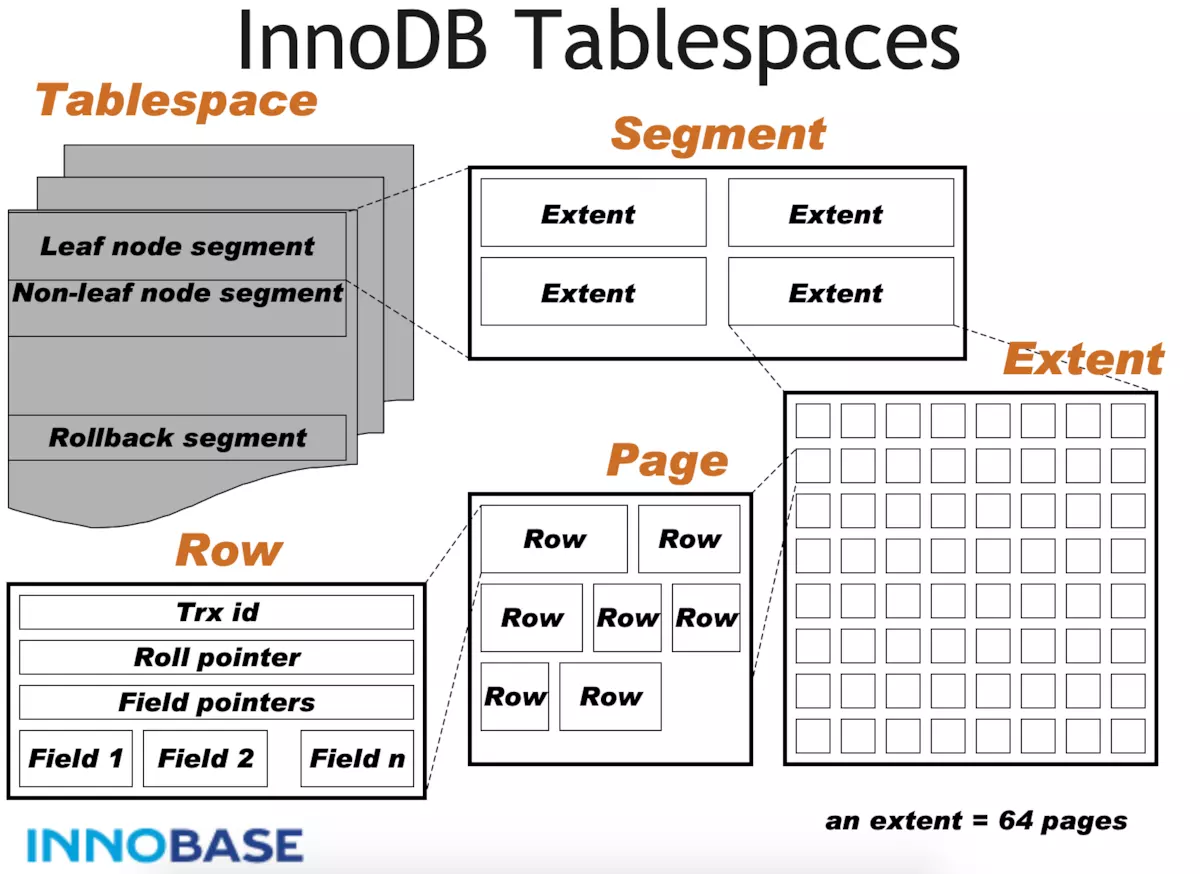 InnoDB Tablespaces
Tablespace
Leaf node segment
Non-leaf node segment
Rollback segment
Segment
Extent Extent
Extent Extent
Extent
Page
Row Row
Row Row Row
Row Row
Row
Trx id
Roll pointer
Field pointers
Field 1 Field 2 Field n
an extent = 64 pages
INNOBASE